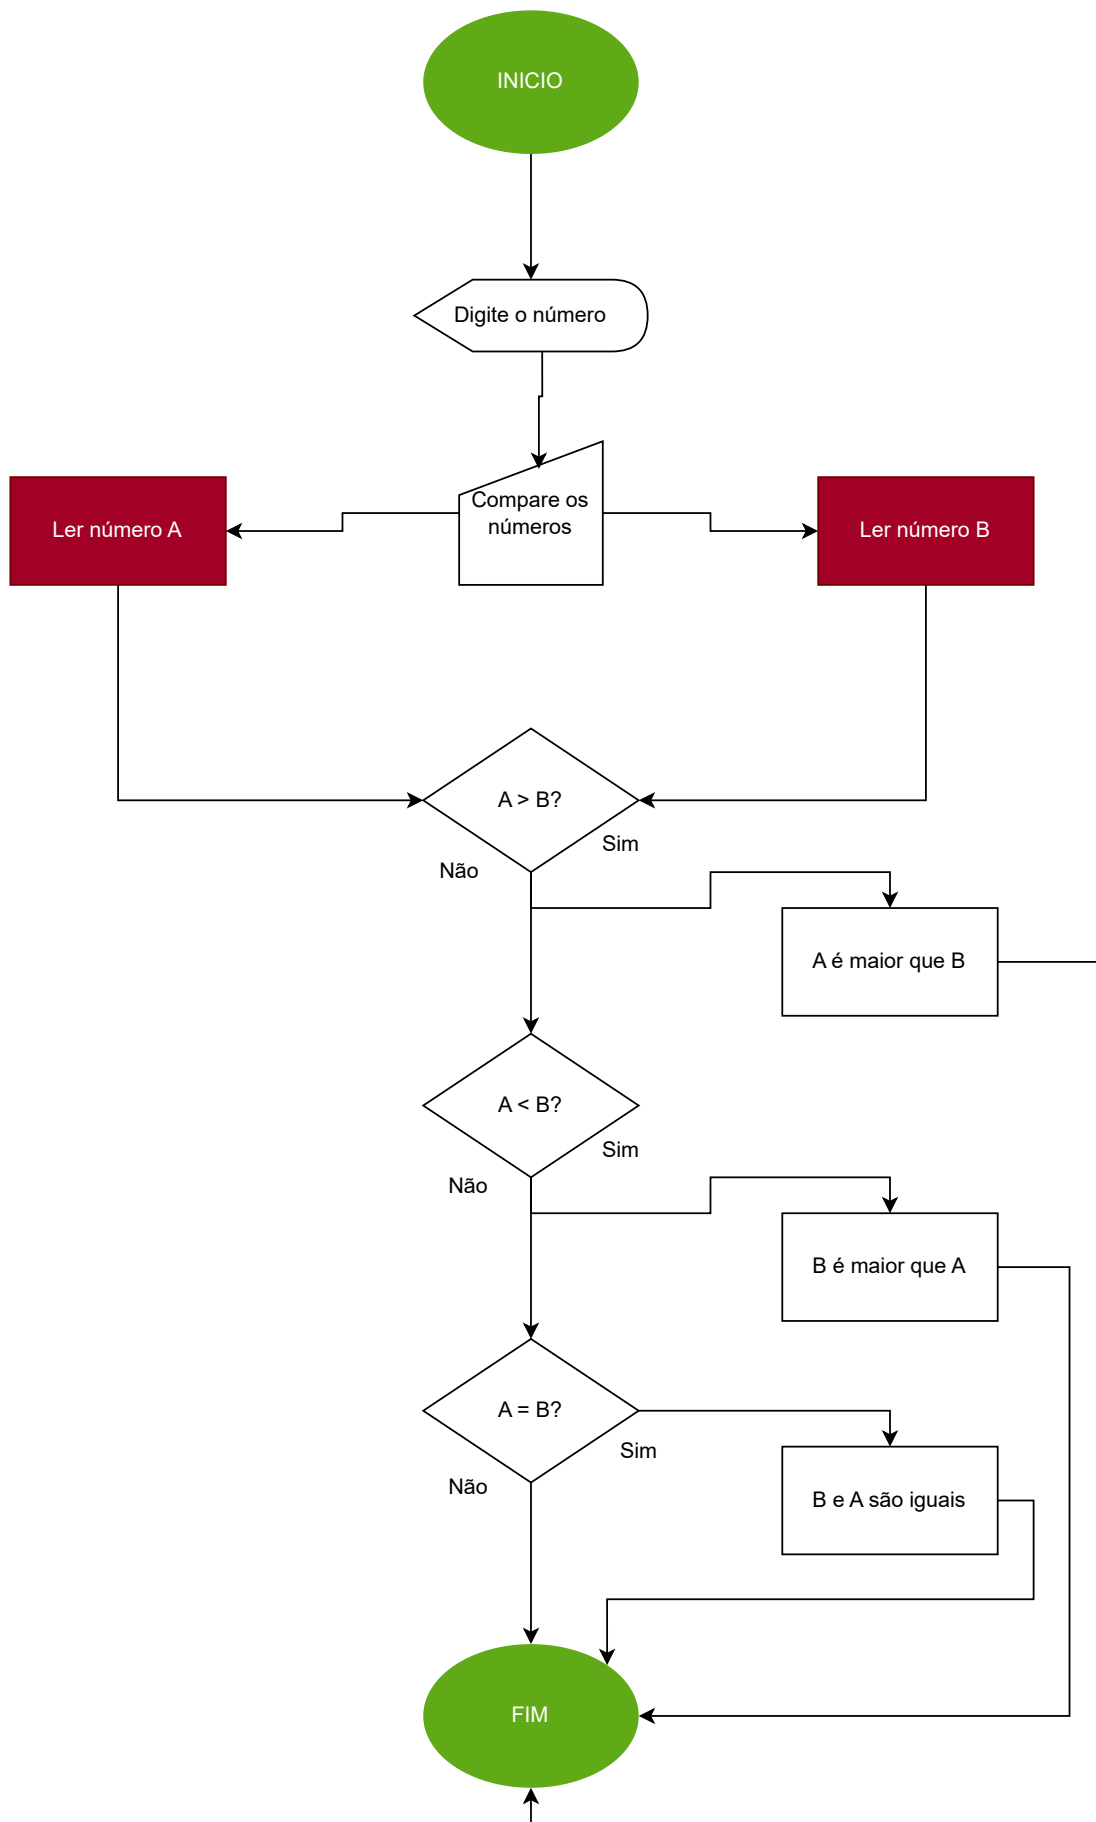 INICIO
Digite o número
Compare os
números
Ler número A
Ler número B
A > B?
Sim
Não
A é maior que B
A < B?
Sim
Não
B é maior que A
A = B?
Sim
Não
B e A são iguais
FIM